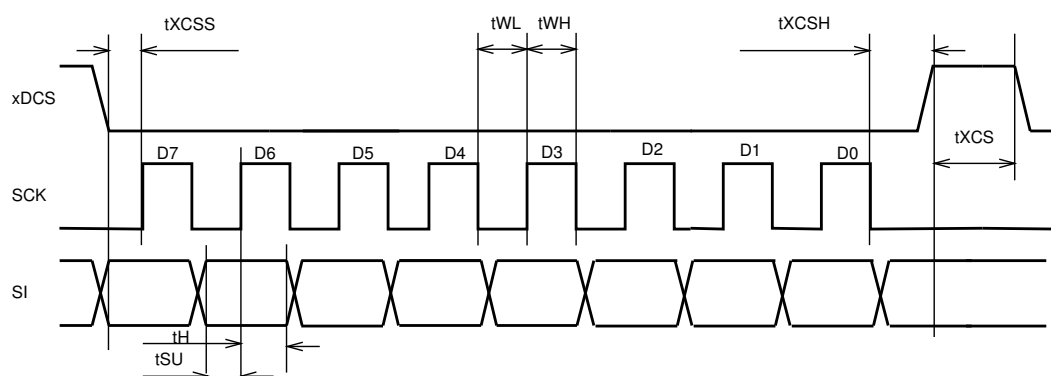 tXCSS tWL tWH tXCSH
xDCS
tXCS
D7 D6 D5 D4 D3 D2 D1 D0
SCK
SI
tH
tSU